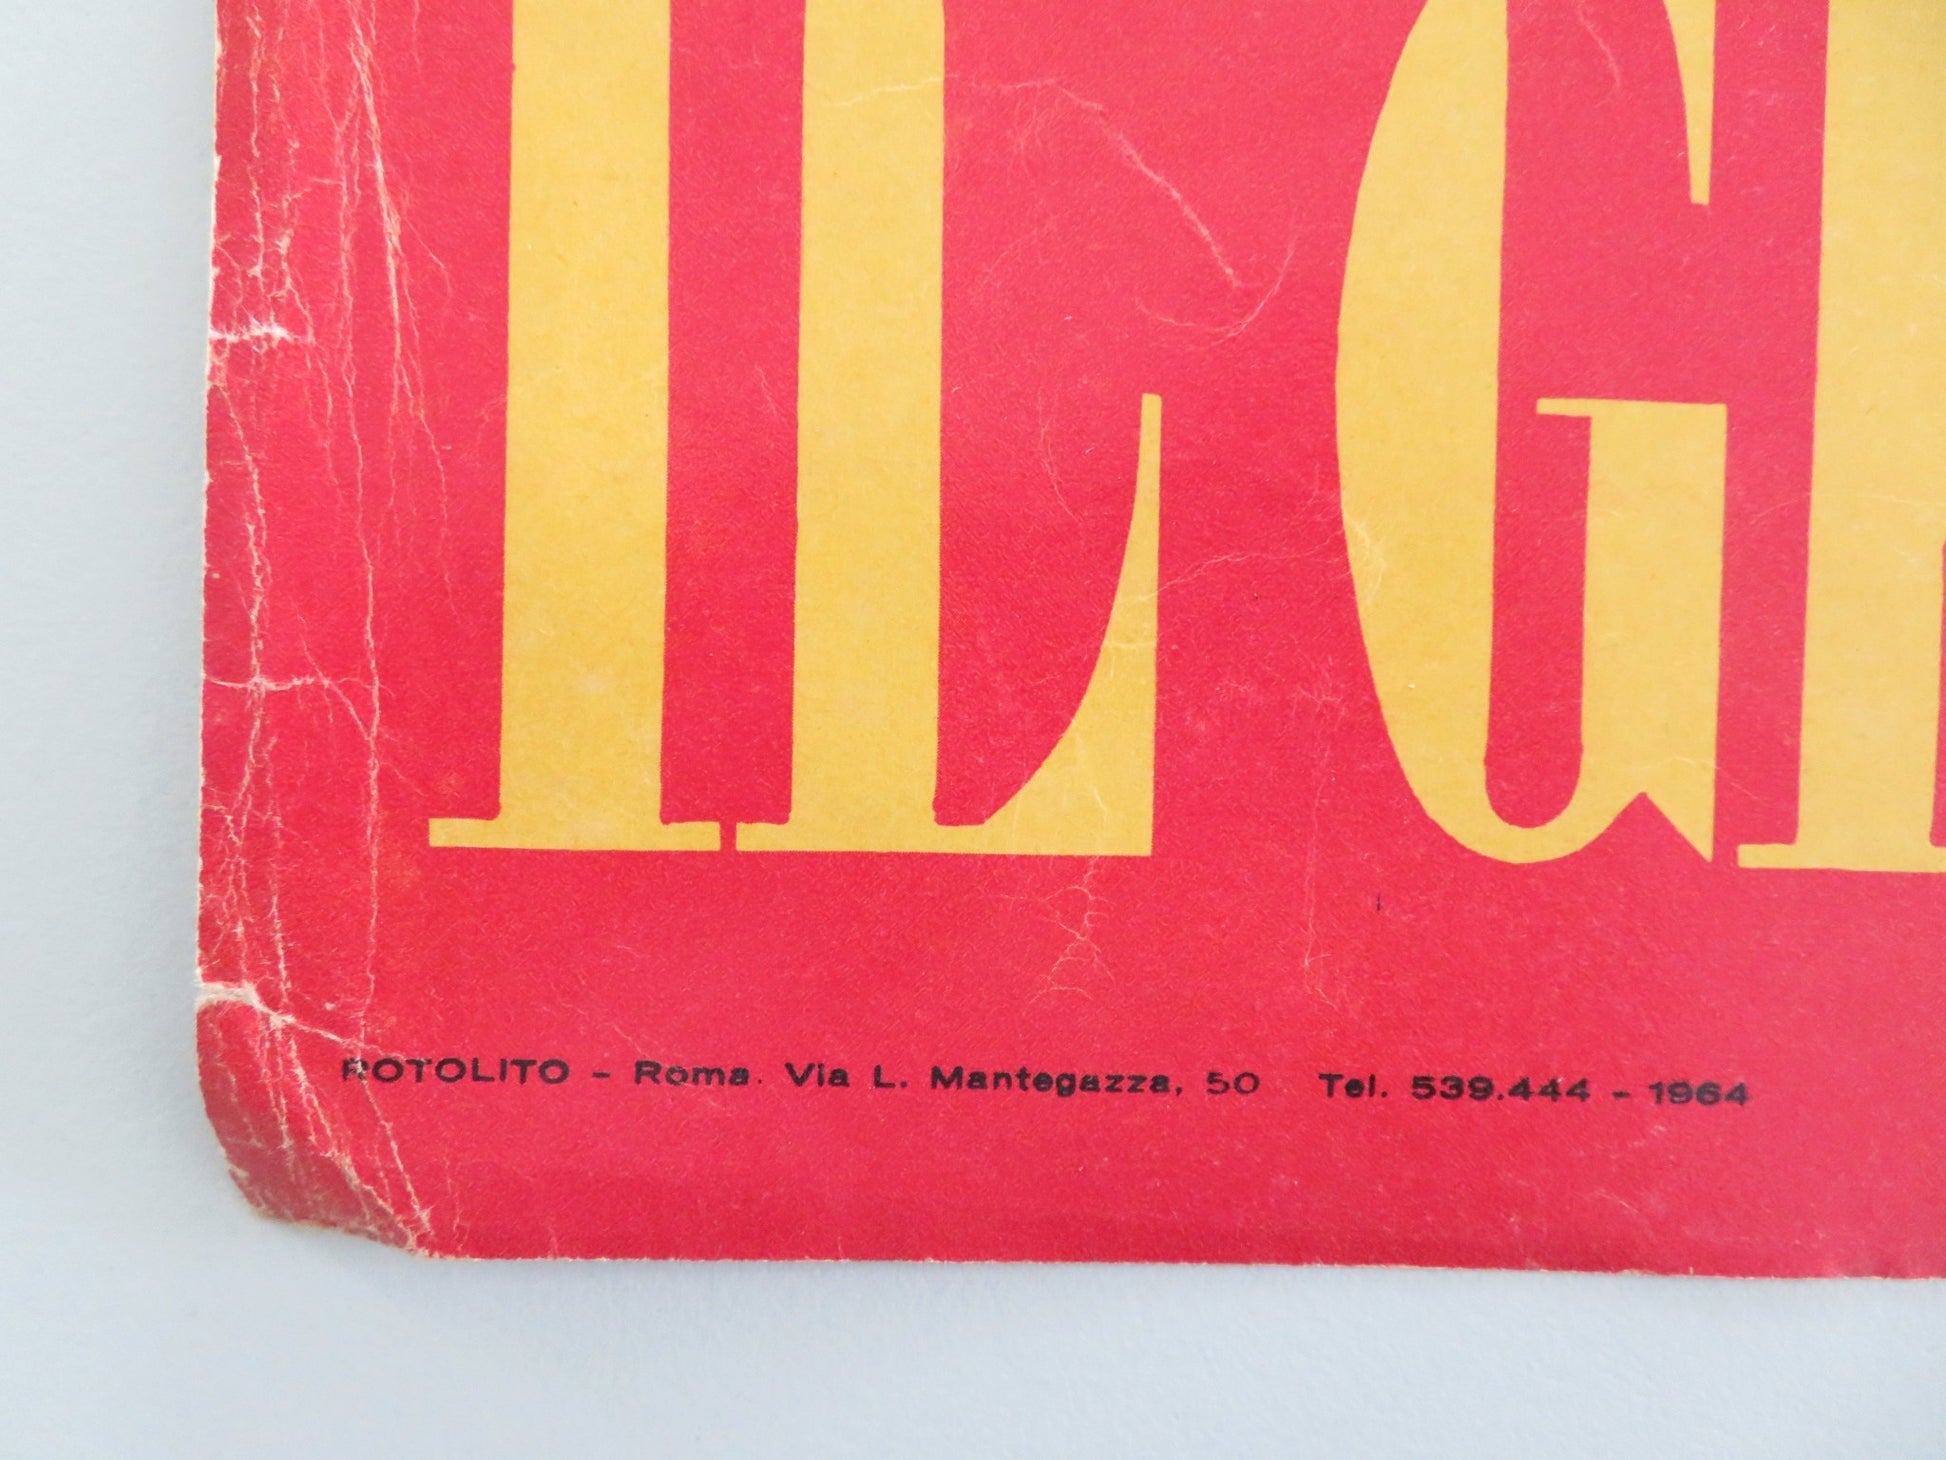 IL G
ROTOLITO - Roma. Via L. Mantegazza, 50 Tel. 539.444 - 1964